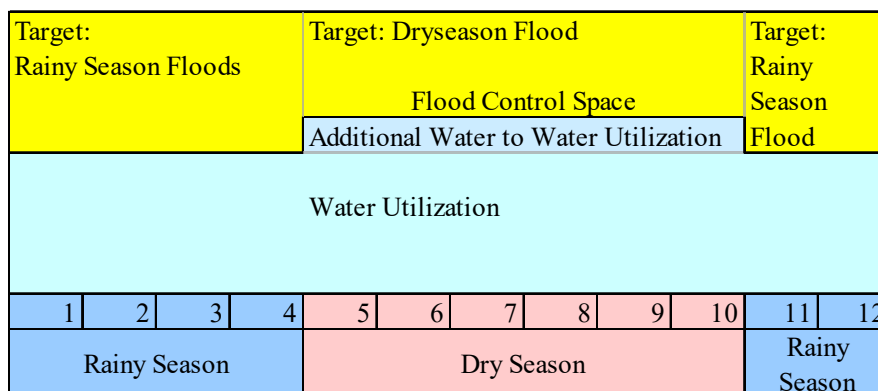 Target:
Rainy Season Floods
Target: Dryseason Flood
Flood Control Space
Additional Water to Water Utilization
Target:
Rainy
Season
Flood
Water Utilization
1 2 3 4 5 6 7 8 9 10 11 12
Rainy Season
Dry Season
Rainy
Season